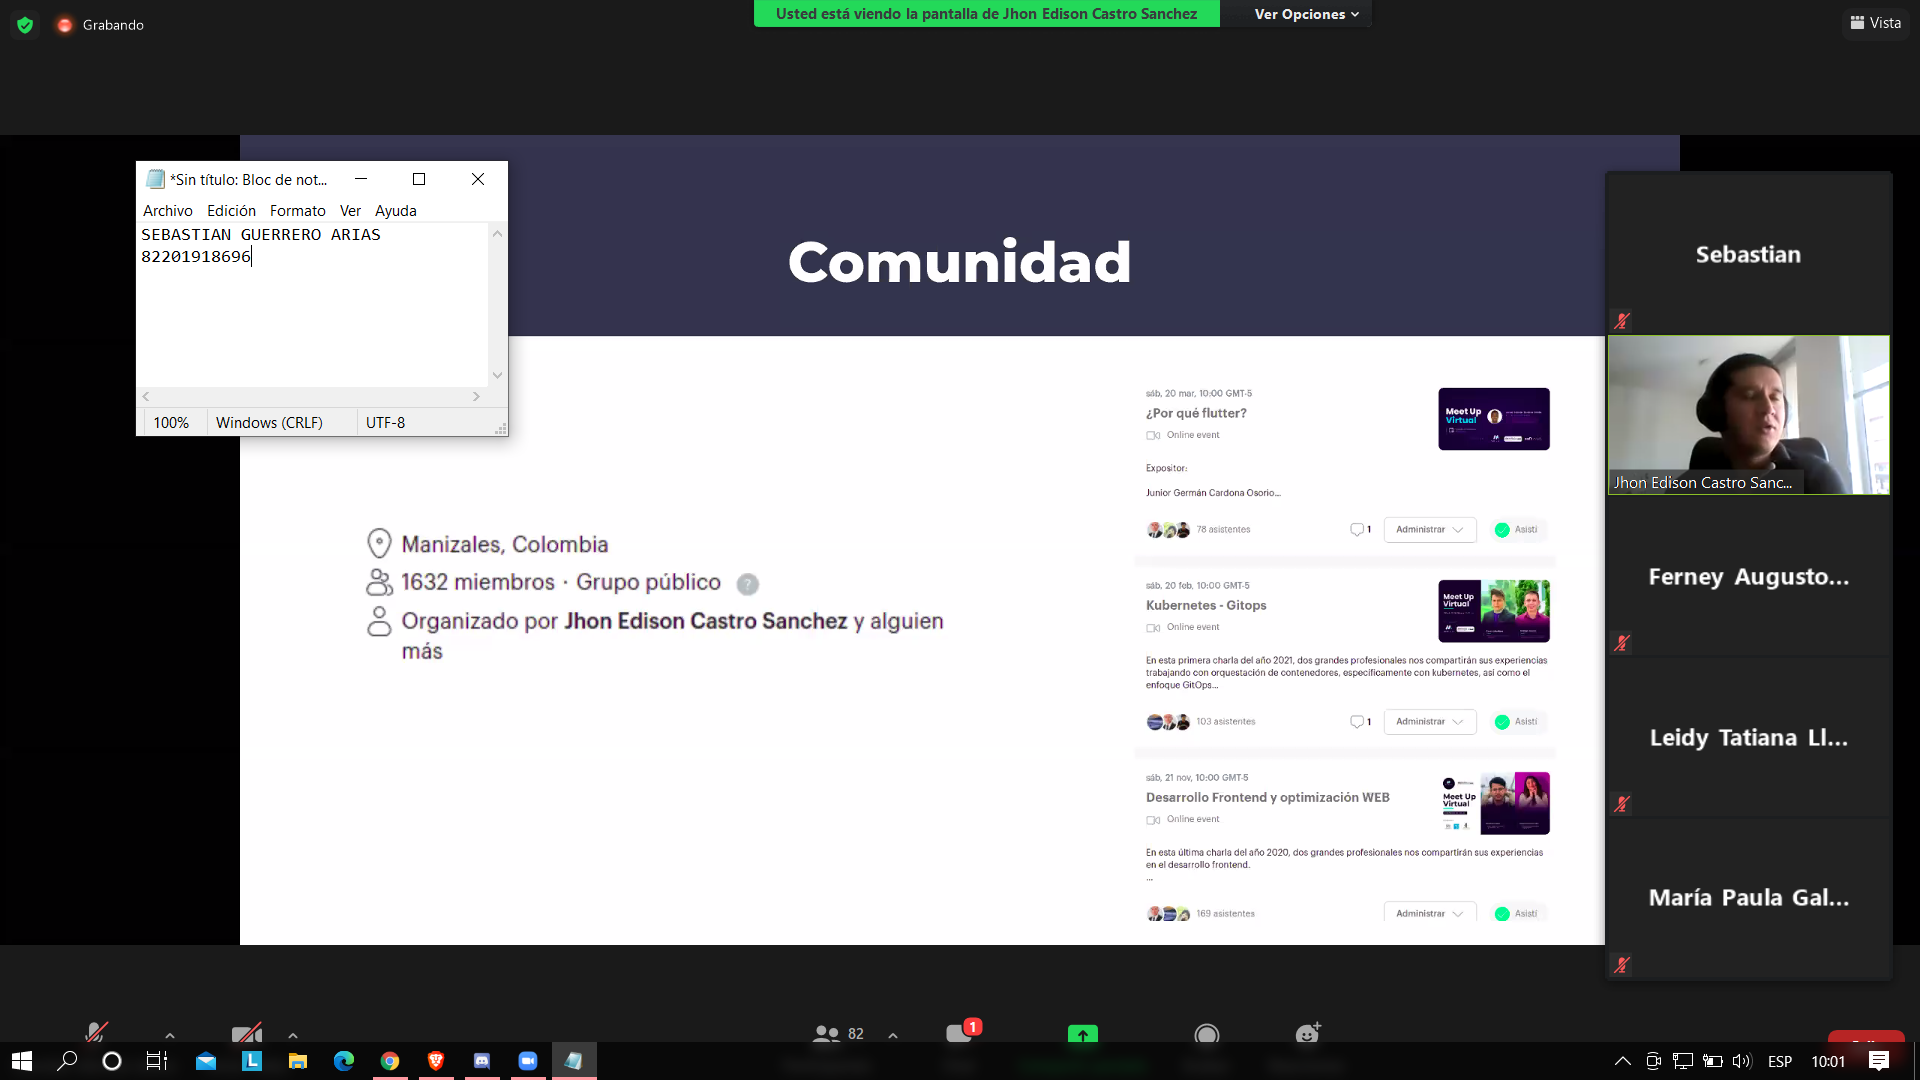 Grabando
Usted está viendo la pantalla de Jhon Edison Castro Sanchez
Ver Opciones
Vista
*Sin título: Bloc de not...
Archivo Edición Formato Ver Ayuda
SEBASTIAN GUERRERO ARIAS
82201918696
100% Windows (CRLF) UTF-8
Comunidad
Manizales, Colombia
1632 miembros · Grupo público ?
Organizado por Jhon Edison Castro Sanchez y alguien
más
sáb, 20 mar, 10:00 GMT-5
¿Por qué flutter?
Online event
Expositor:
Junior Germán Cardona Osorio...
78 asistentes
1
Administrar
Asistí
Meet Up
Virtual
sáb, 20 feb, 10:00 GMT-5
Kubernetes - Gitops
Online event
En esta primera charla del año 2021, dos grandes profesionales nos compartirán sus experiencias
trabajando con orquestación de contenedores, especificamente con kubernetes, asi como el
enfoque GitOps...
103 asistentes
1
Administrar
Asistí
Meet Up
Virtual
sáb, 21 nov, 10:00 GMT-5
Desarrollo Frontend y optimización WEB
Online event
En esta última charla del año 2020, dos grandes profesionales nos compartirán sus experiencias
en el desarrollo frontend.
...
169 asistentes
Administrar
Asistí
Meet Up
Virtual
Sebastian
Jhon Edison Castro Sanc...
Ferney Augusto...
Leidy Tatiana Ll...
María Paula Gal...
82
1
ESP
10:01